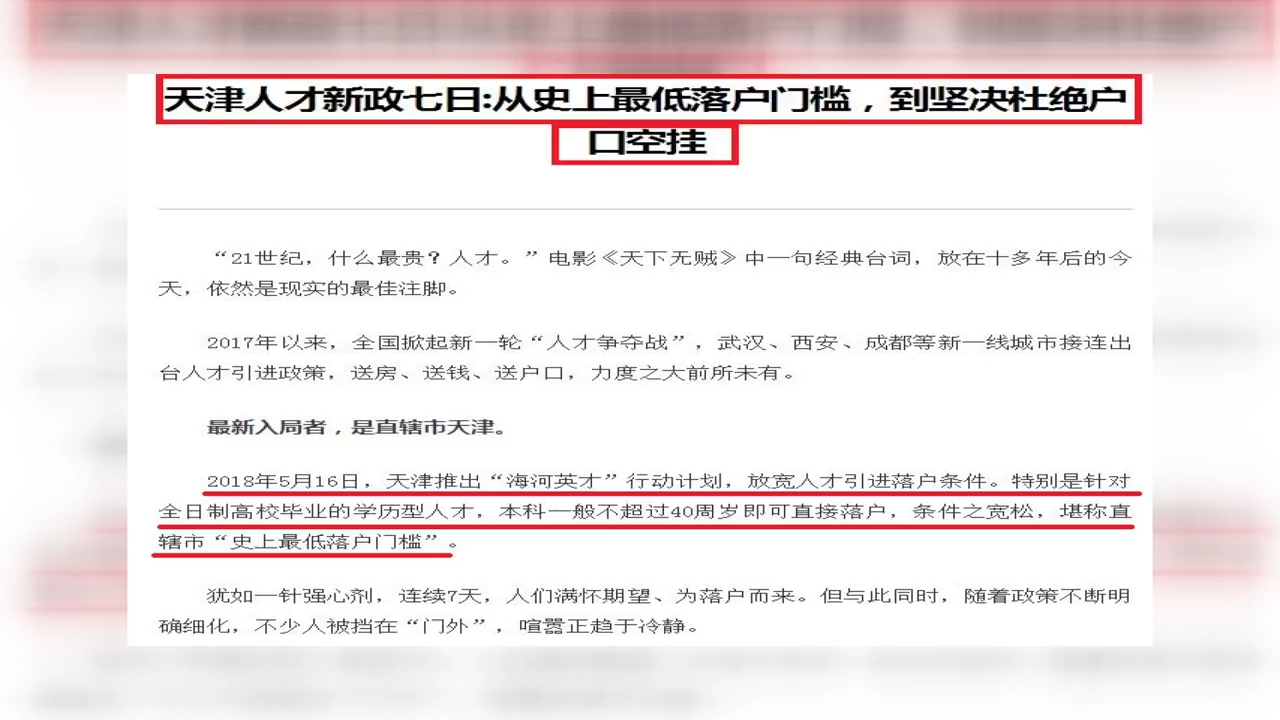 天津人才新政七日:从史上最低落户门槛，到坚决杜绝户
口空挂
“21世纪，什么最贵？人才。”电影《天下无贼》中一句经典台词，放在十多年后的今
天，依然是现实的最佳注脚。
2017年以来，全国掀起新一轮“人才争夺战”，武汉、西安、成都等新一线城市接连出
台人才引进政策，送房、送钱、送户口，力度之大前所未有。
最新入局者，是直辖市天津。
2018年5月16日，天津推出“海河英才”行动计划，放宽人才引进落户条件。特别是针对
全日制高校毕业的学历型人才，本科一般不超过40周岁即可直接落户，条件之宽松，堪称直
辖市“史上最低落户门槛”。
犹如一针强心剂，连续7天，人们满怀期望、为落户而来。但与此同时，随着政策不断明
确细化，不少人被挡在“门外”，喧嚣正趋于冷静。